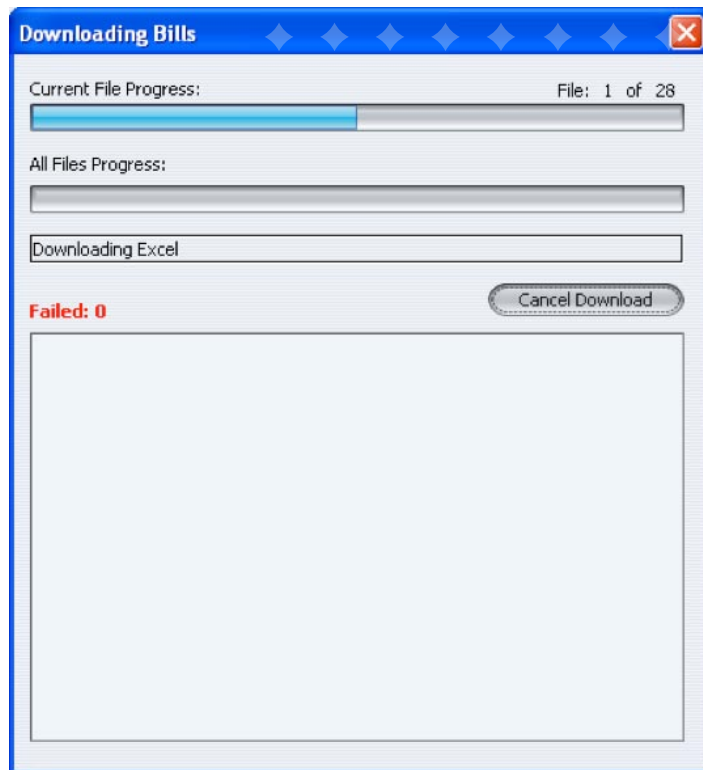 Downloading Bills
Current File Progress: File: 1 of 28
All Files Progress:
Downloading Excel
Cancel Download
Failed: 0